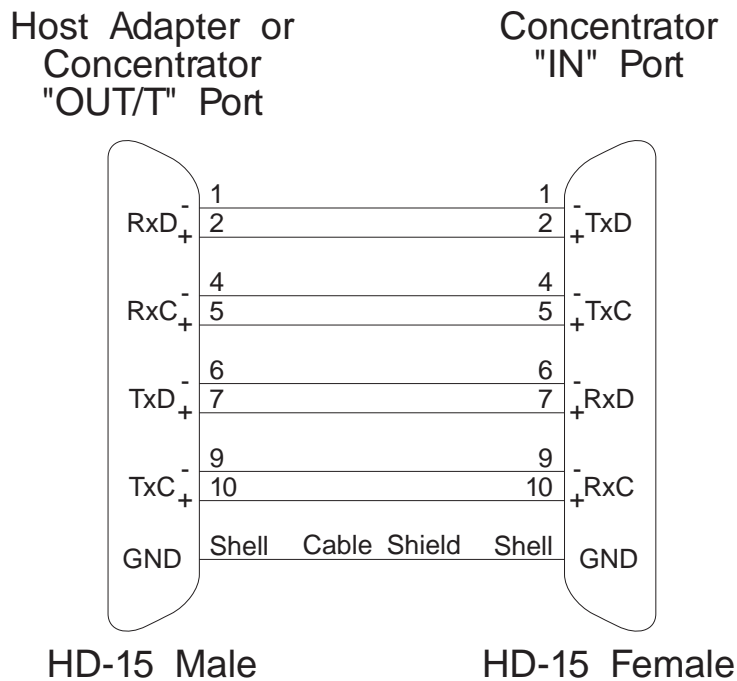 Host Adapter or
Concentrator
"OUT/T" Port
Concentrator
"IN" Port
1 1
- -
RxD 2 2 TxD
+ +
4 4
- -
RxC 5 5 TxC
+ +
6 6
- -
TxD 7 7 RxD
+ +
9 9
- -
TxC 10 10 RxC
+ +
GND Shell Cable Shield Shell GND
HD-15 Male
HD-15 Female